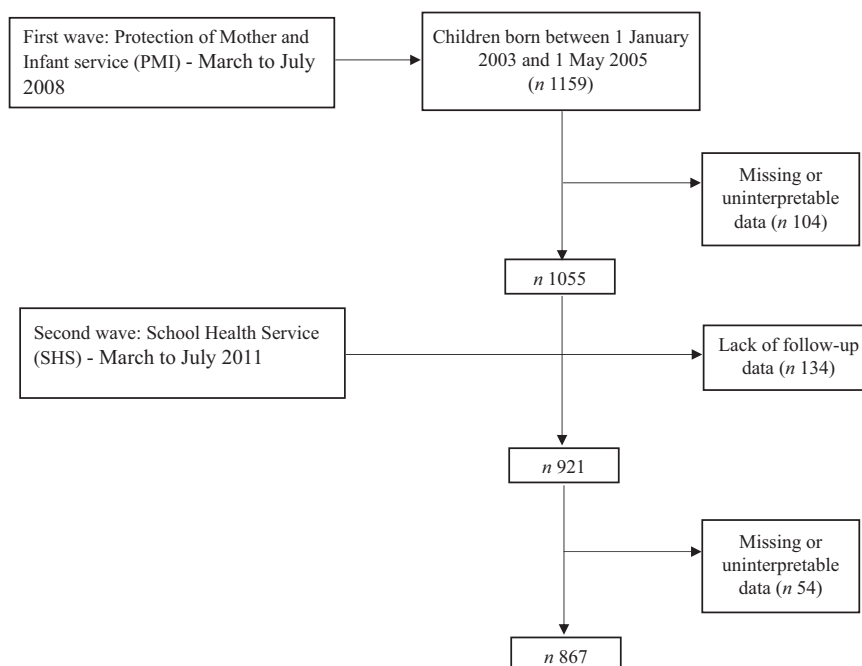 First wave: Protection of Mother and
Infant service (PMI) - March to July
2008
Children born between 1 January
2003 and 1 May 2005
(n 1159)
Missing or
uninterpretable
data (n 104)
n 1055
Second wave: School Health Service
(SHS) - March to July 2011
Lack of follow-up
data (n 134)
n 921
Missing or
uninterpretable
data (n 54)
n 867